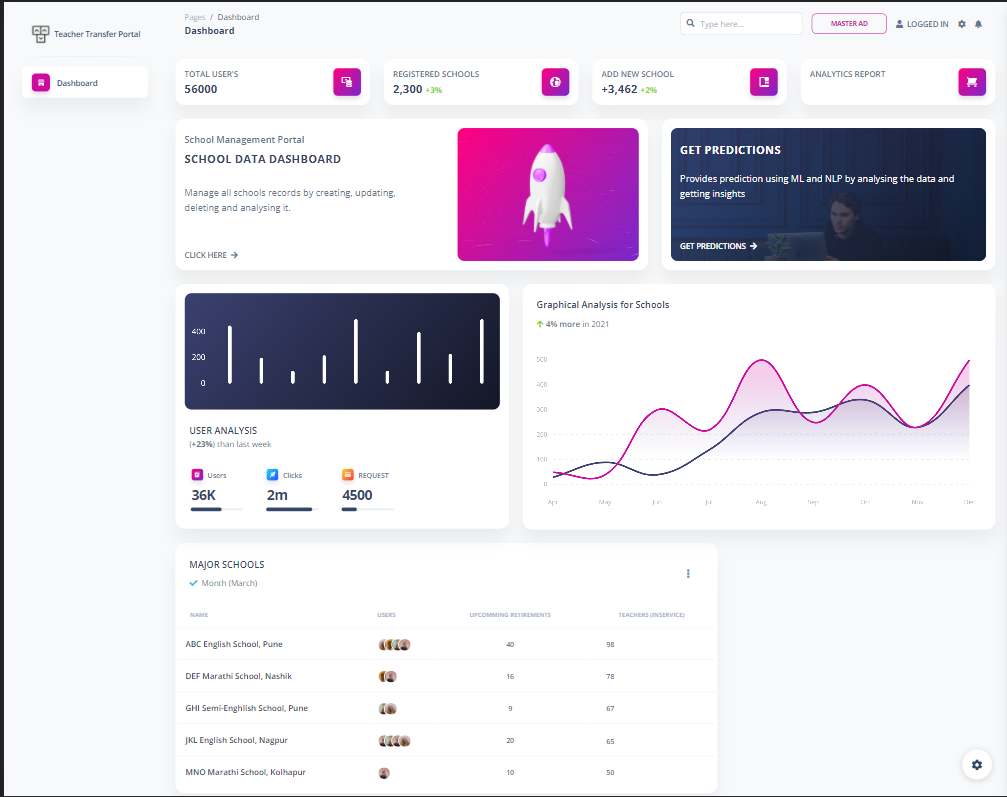 Teacher Transfer Portal
Dashboard
Pages / Dashboard
Dashboard
Type here...
MASTER AD
LOGGED IN
TOTAL USER'S
56000
REGISTERED SCHOOLS
2,300 +3%
ADD NEW SCHOOL
+3,462 +2%
ANALYTICS REPORT
School Management Portal
SCHOOL DATA DASHBOARD
Manage all schools records by creating, updating,
deleting and analysing it.
CLICK HERE
GET PREDICTIONS
Provides prediction using ML and NLP by analysing the data and
getting insights
GET PREDICTIONS
400
200
0
USER ANALYSIS
(+23%) than last week
Users
36K
Clicks
2m
REQUEST
4500
Graphical Analysis for Schools
4% more in 2021
500
400
300
200
100
0
Apr May Jun Jul Aug Sep Oct Nov Dec
MAJOR SCHOOLS
Month (March)
NAME USERS UPCOMMING RETIREMENTS TEACHERS (INSERVICE)
ABC English School, Pune 40 98
DEF Marathi School, Nashik 16 78
GHI Semi-Enghlish School, Pune 9 67
JKL English School, Nagpur 20 65
MNO Marathi School, Kolhapur 10 50